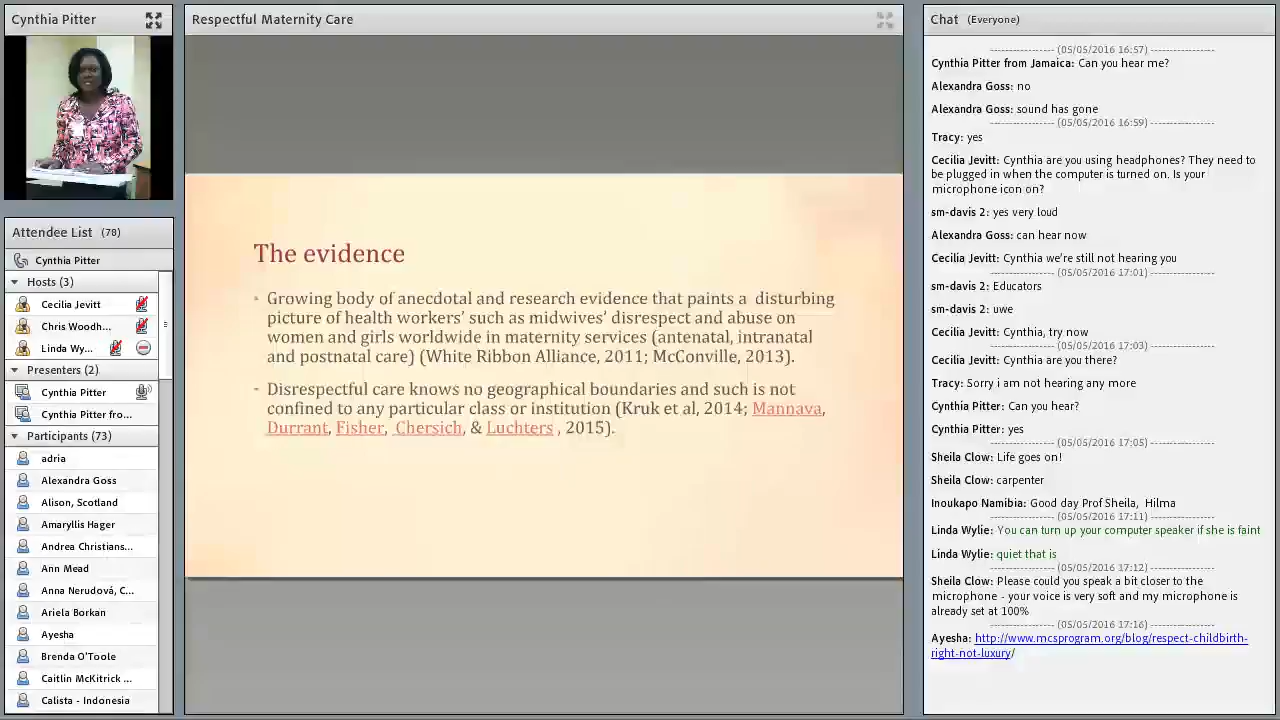 Cynthia Pitter
Attendee List (78)
Cynthia Pitter
Hosts (3)
Cecilia Jevitt
Chris Woodh...
Linda Wy...
Presenters (2)
Cynthia Pitter
Cynthia Pitter fro...
Participants (73)
adria
Alexandra Goss
Alison, Scotland
Amaryllis Hager
Andrea Christians...
Ann Mead
Anna Nerudová, C...
Ariela Borkan
Ayesha
Brenda O'Toole
Caitlin McKitrick ...
Calista - Indonesia
Respectful Maternity Care
The evidence
Growing body of anecdotal and research evidence that paints a disturbing
picture of health workers’ such as midwives’ disrespect and abuse on
women and girls worldwide in maternity services (antenatal, intranatal
and postnatal care) (White Ribbon Alliance, 2011; McConville, 2013).
- Disrespectful care knows no geographical boundaries and such is not
confined to any particular class or institution (Kruk et al, 2014; Mannava,
Durrant, Fisher, Chersich, & Luchters , 2015).
Chat (Everyone)
------------------ (05/05/2016 16:57) ------------------
Cynthia Pitter from Jamaica: Can you hear me?
Alexandra Goss: no
Alexandra Goss: sound has gone
------------------ (05/05/2016 16:59) ------------------
Tracy: yes
Cecilia Jevitt: Cynthia are you using headphones? They need to
be plugged in when the computer is turned on. Is your
microphone icon on?
sm-davis 2: yes very loud
Alexandra Goss: can hear now
Cecilia Jevitt: Cynthia we're still not hearing you
------------------ (05/05/2016 17:01) ------------------
sm-davis 2: Educators
sm-davis 2: uwe
Cecilia Jevitt: Cynthia, try now
------------------ (05/05/2016 17:03) ------------------
Cecilia Jevitt: Cynthia are you there?
Tracy: Sorry i am not hearing any more
Cynthia Pitter: Can you hear?
Cynthia Pitter: yes
------------------ (05/05/2016 17:05) ------------------
Sheila Clow: Life goes on!
Sheila Clow: carpenter
Inoukapo Namibia: Good day Prof Sheila, Hilma
------------------ (05/05/2016 17:11) ------------------
Linda Wylie: You can turn up your computer speaker if she is faint
Linda Wylie: quiet that is
------------------ (05/05/2016 17:12) ------------------
Sheila Clow: Please could you speak a bit closer to the
microphone - your voice is very soft and my microphone is
already set at 100%
------------------ (05/05/2016 17:16) ------------------
Ayesha: http://www.mcsprogram.org/blog/respect-childbirth-
right-not-luxury/